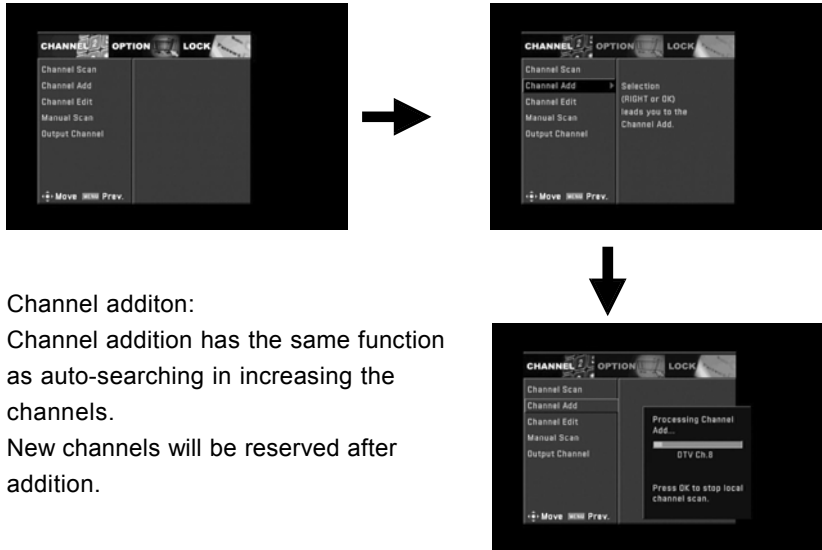 CHANNEL OPTION LOCK
Channel Scan
Channel Add
Channel Edit
Manual Scan
Output Channel
Move MENU Prev.
CHANNEL OPTION LOCK
Channel Scan
Channel Add
Channel Edit
Manual Scan
Output Channel
Selection
(RIGHT or OK)
leads you to the
Channel Add.
Move MENU Prev.
Channel additon:
Channel addition has the same function
as auto-searching in increasing the
channels.
New channels will be reserved after
addition.
CHANNEL OPTION LOCK
Channel Scan
Channel Add
Channel Edit
Manual Scan
Output Channel
Processing Channel
Add...
DTV Ch.8
Press OK to stop local
channel scan.
Move MENU Prev.